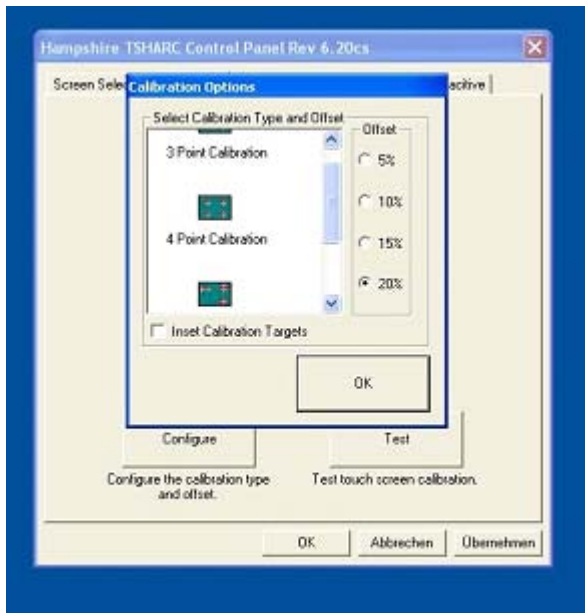 Hampshire TSHARC Control Panel Rev 6.20cs
Screen Selec
acitive
Calibration Options
Select Calibration Type and Offset
3 Point Calibration
4 Point Calibration
Offset
5%
10%
15%
20%
Inset Calibration Targets
OK
Configure
Test
Configure the calibration type
and offset.
Test touch screen calibration.
OK
Abbrechen
Übernehmen